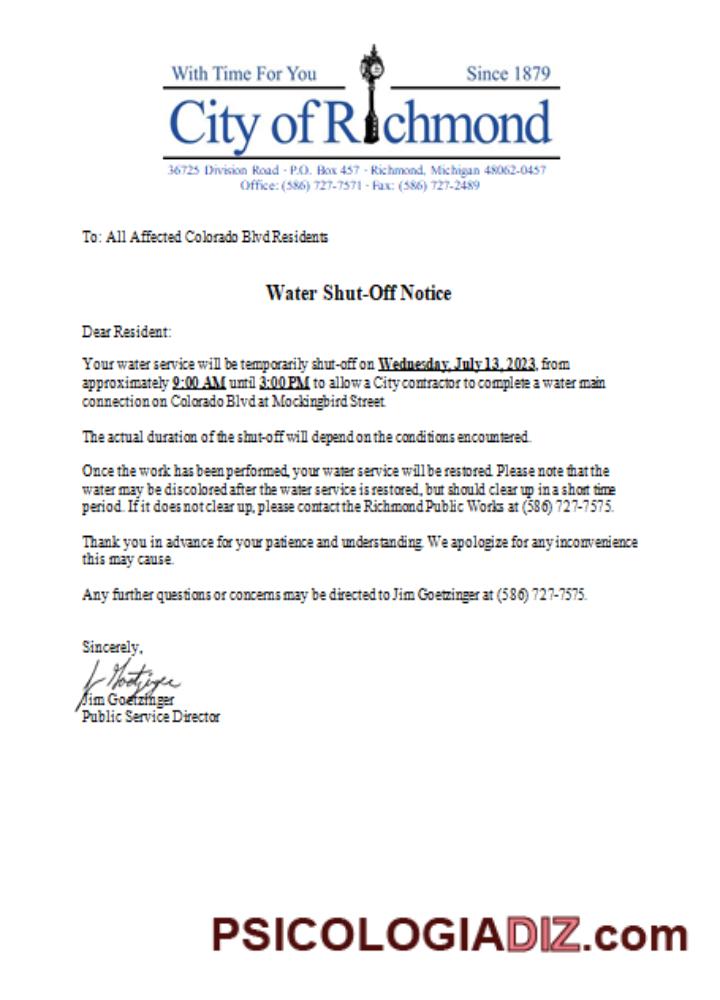 With Time For You Since 1879
City of Richmond
36725 Division Road · P.O. Box 457 · Richmond, Michigan 48062-0457
Office: (586) 727-7571 · Fax: (586) 727-2489
To: All Affected Colorado Blvd Residents
Water Shut-Off Notice
Dear Resident:
Your water service will be temporarily shut-off on Wednesday, July 13, 2023, from
approximately 9:00 AM until 3:00 PM to allow a City contractor to complete a water main
connection on Colorado Blvd at Mockingbird Street.
The actual duration of the shut-off will depend on the conditions encountered.
Once the work has been performed, your water service will be restored. Please note that the
water may be discolored after the water service is restored, but should clear up in a short time
period. If it does not clear up, please contact the Richmond Public Works at (586) 727-7575.
Thank you in advance for your patience and understanding. We apologize for any inconvenience
this may cause.
Any further questions or concerns may be directed to Jim Goetzinger at (586) 727-7575.
Sincerely,
J Goetzinger
Jim Goetzinger
Public Service Director
PSICOLOGIADIZ.com